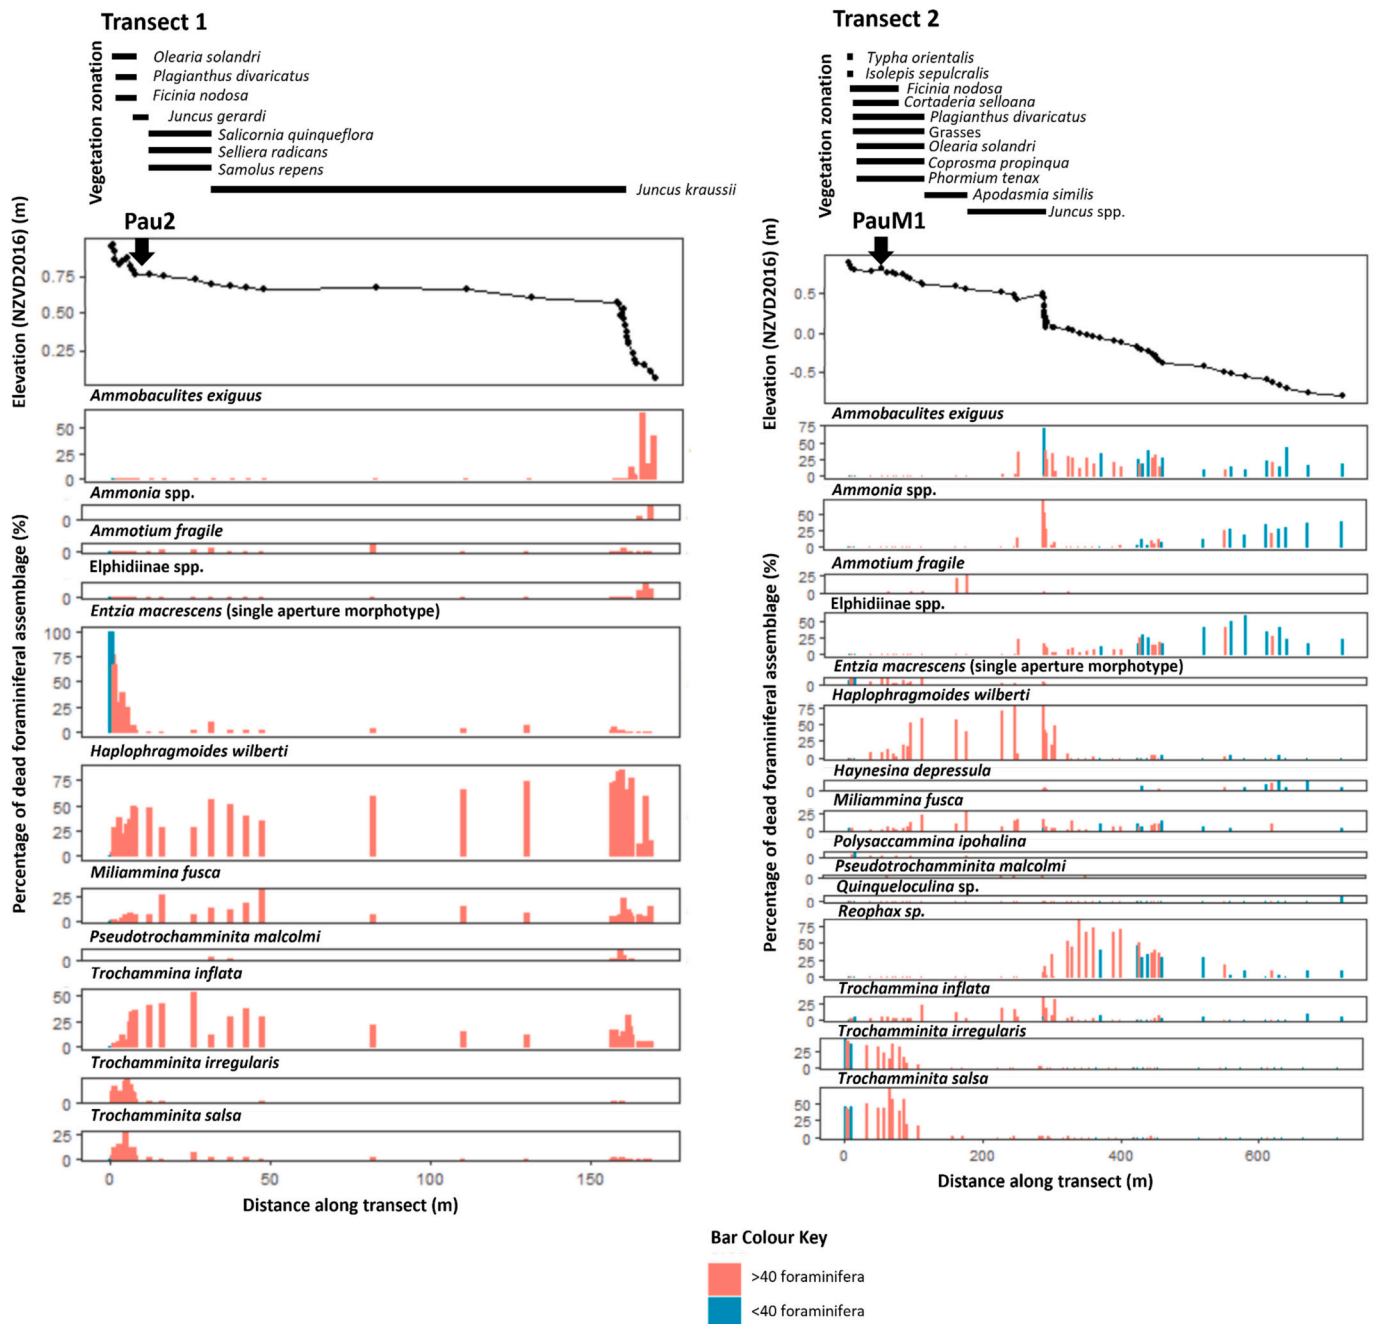 Transect 1
Vegetation zonation
Olearia solandri
Plagianthus divaricatus
Ficinia nodosa
Juncus gerardi
Salicornia quinqueflora
Selliera radicans
Samolus repens
Juncus kraussii
Pau2
Elevation (NZVD2016) (m)
0.75
0.50
0.25
Percentage of dead foraminiferal assemblage (%)
Ammobaculites exiguus
50
25
0
Ammonia spp.
0
Ammotium fragile
0
Elphidiinae spp.
0
Entzia macrescens (single aperture morphotype)
100
75
50
25
0
Haplophragmoides wilberti
75
50
25
0
Miliammina fusca
25
0
Pseudotrochamminita malcolmi
0
Trochammina inflata
50
25
0
Trochamminita irregularis
0
Trochamminita salsa
25
0
0
50
100
150
Distance along transect (m)
Transect 2
Vegetation zonation
Typha orientalis
Isolepis sepulcralis
Ficinia nodosa
Cortaderia selloana
Plagianthus divaricatus
Grasses
Olearia solandri
Coprosma propinqua
Phormium tenax
Apodasmia similis
Juncus spp.
PauM1
Elevation (NZVD2016) (m)
0.5
0.0
-0.5
Percentage of dead foraminiferal assemblage (%)
Ammobaculites exiguus
75
50
25
0
Ammonia spp.
50
25
0
Ammotium fragile
25
0
Elphidiinae spp.
50
25
0
Entzia macrescens (single aperture morphotype)
0
Haplophragmoides wilberti
75
50
25
0
Haynesina depressula
0
Miliammina fusca
25
0
Polysaccammina ipohalina
0
Pseudotrochamminita malcolmi
0
Quinqueloculina sp.
0
Reophax sp.
75
50
25
0
Trochammina inflata
25
0
Trochamminita irregularis
25
0
Trochamminita salsa
50
25
0
0
200
400
600
Distance along transect (m)
Bar Colour Key
>40 foraminifera
<40 foraminifera